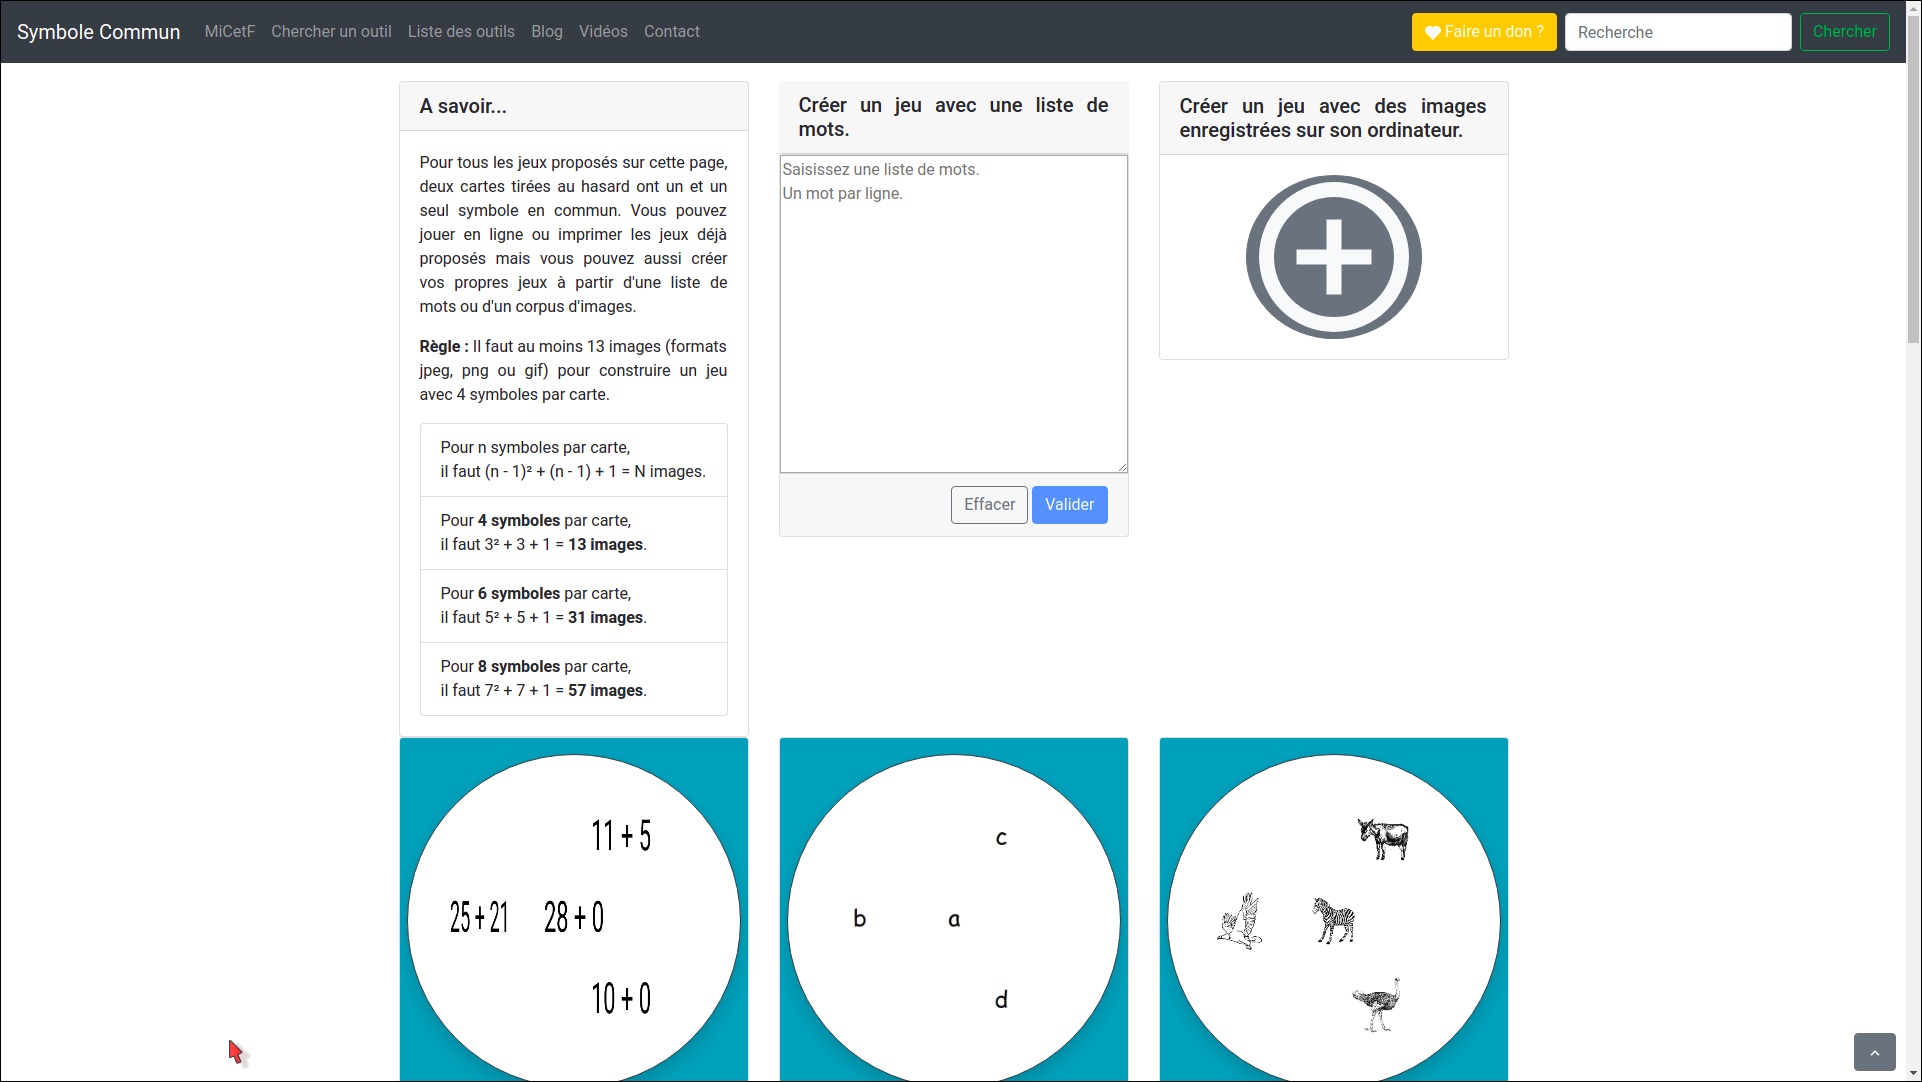 Symbole Commun MiCetF Chercher un outil Liste des outils Blog Vidéos Contact Faire un don ? Recherche Chercher
A savoir...
Pour tous les jeux proposés sur cette page,
deux cartes tirées au hasard ont un et un
seul symbole en commun. Vous pouvez
jouer en ligne ou imprimer les jeux déjà
proposés mais vous pouvez aussi créer
vos propres jeux à partir d'une liste de
mots ou d'un corpus d'images.
Règle : Il faut au moins 13 images (formats
jpeg, png ou gif) pour construire un jeu
avec 4 symboles par carte.
Pour n symboles par carte,
il faut (n - 1)² + (n - 1) + 1 = N images.
Pour 4 symboles par carte,
il faut 3² + 3 + 1 = 13 images.
Pour 6 symboles par carte,
il faut 5² + 5 + 1 = 31 images.
Pour 8 symboles par carte,
il faut 7² + 7 + 1 = 57 images.
Créer un jeu avec une liste de
mots.
Saisissez une liste de mots.
Un mot par ligne.
Effacer Valider
Créer un jeu avec des images
enregistrées sur son ordinateur.
11 + 5
25 + 21 28 + 0
10 + 0
c
b a
d